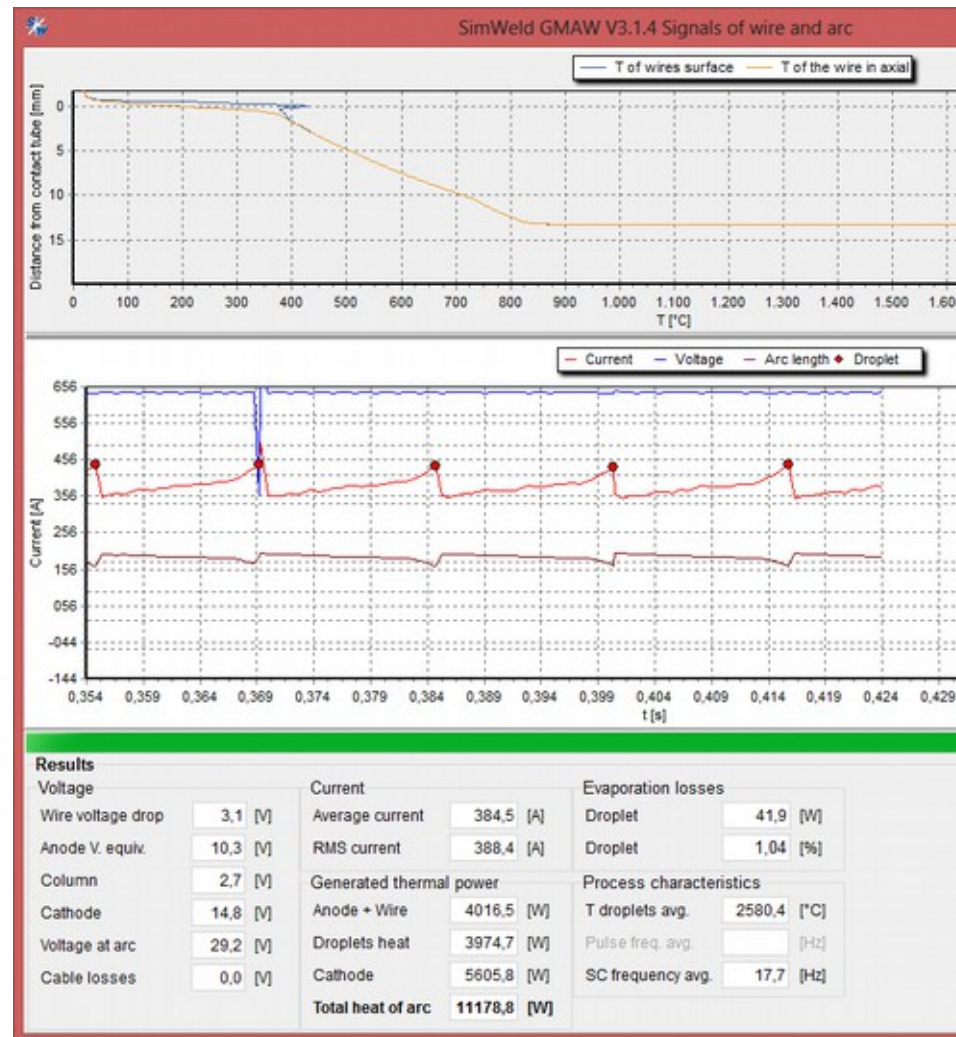 SimWeld GMAW V3.1.4 Signals of wire and arc
T of wires surface T of the wire in axial
Distance from contact tube [mm]
0
5
10
15
0 100 200 300 400 500 600 700 800 900 1.000 1.100 1.200 1.300 1.400 1.500 1.60
T [°C]
Current Voltage Arc length Droplet
Current [A]
656
556
456
356
256
156
056
-044
-144
0,354 0,359 0,364 0,369 0,374 0,379 0,384 0,389 0,394 0,399 0,404 0,409 0,414 0,419 0,424 0,429
t [s]
Results
Voltage Current Evaporation losses
Wire voltage drop 3,1 [V] Average current 384,5 [A] Droplet 41,9 [W]
Anode V. equiv. 10,3 [V] RMS current 388,4 [A] Droplet 1,04 [%]
Column 2,7 [V] Generated thermal power Process characteristics
Cathode 14,8 [V] Anode + Wire 4016,5 [W] T droplets avg. 2580,4 [°C]
Voltage at arc 29,2 [V] Droplets heat 3974,7 [W] Pulse freq. avg. [Hz]
Cable losses 0,0 [V] Cathode 5605,8 [W] SC frequency avg. 17,7 [Hz]
Total heat of arc 11178,8 [W]